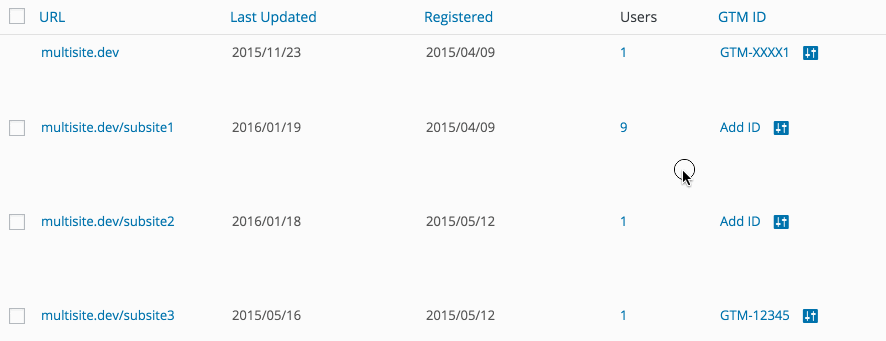 URL Last Updated Registered Users GTM ID
multisite.dev 2015/11/23 2015/04/09 1 GTM-XXXX1
multisite.dev/subsite1 2016/01/19 2015/04/09 9 Add ID
multisite.dev/subsite2 2016/01/18 2015/05/12 1 Add ID
multisite.dev/subsite3 2015/05/16 2015/05/12 1 GTM-12345